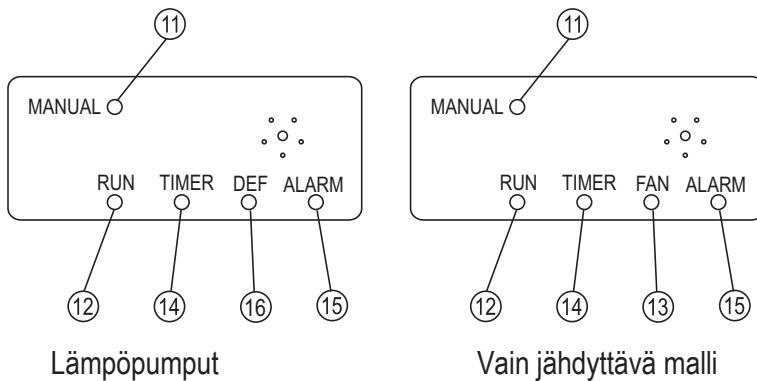 11 11
MANUAL MANUAL
RUN TIMER DEF ALARM RUN TIMER FAN ALARM
12 14 16 15 12 14 13 15
Lämpöpumput Vain jähdyttävä malli